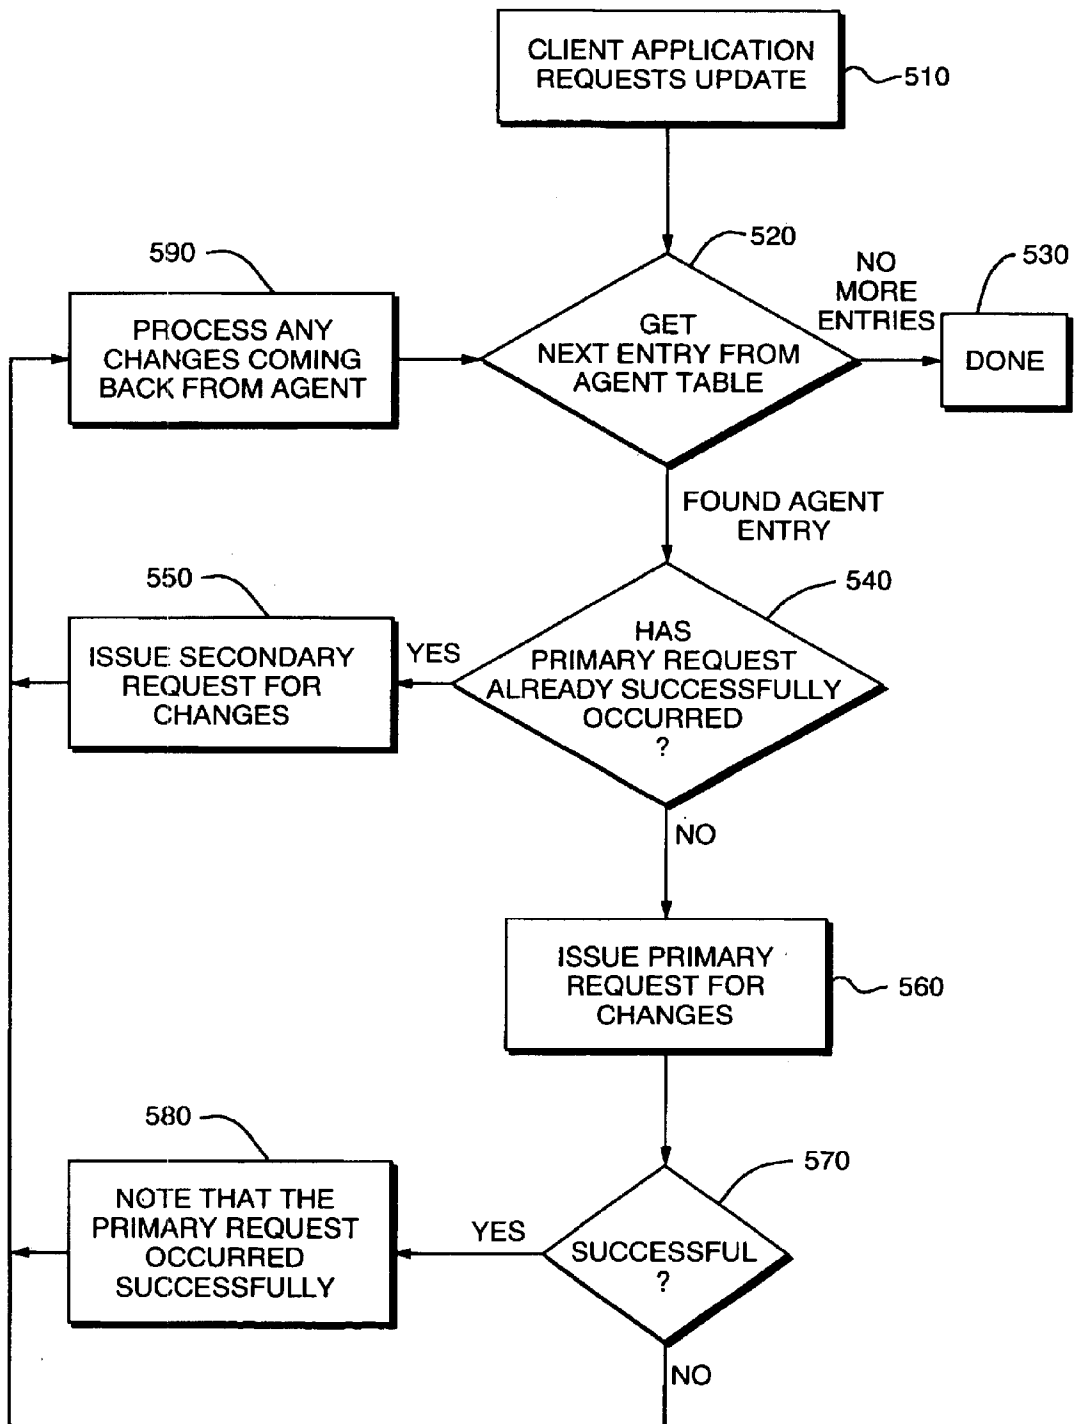 CLIENT APPLICATION
REQUESTS UPDATE
510
520
590
530
NO
MORE
ENTRIES
PROCESS ANY
CHANGES COMING
BACK FROM AGENT
GET
NEXT ENTRY FROM
AGENT TABLE
DONE
FOUND AGENT
ENTRY
550
540
ISSUE SECONDARY
REQUEST FOR
CHANGES
YES
HAS
PRIMARY REQUEST
ALREADY SUCCESSFULLY
OCCURRED
?
NO
ISSUE PRIMARY
REQUEST FOR
CHANGES
560
580
570
NOTE THAT THE
PRIMARY REQUEST
OCCURRED
SUCCESSFULLY
YES
SUCCESSFUL
?
NO